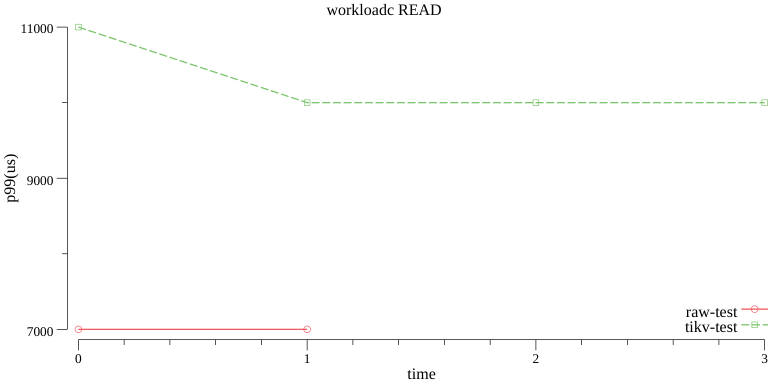 workloadc READ
11000
9000
7000
p99(us)
raw-test
tikv-test
0 1 2 3
time